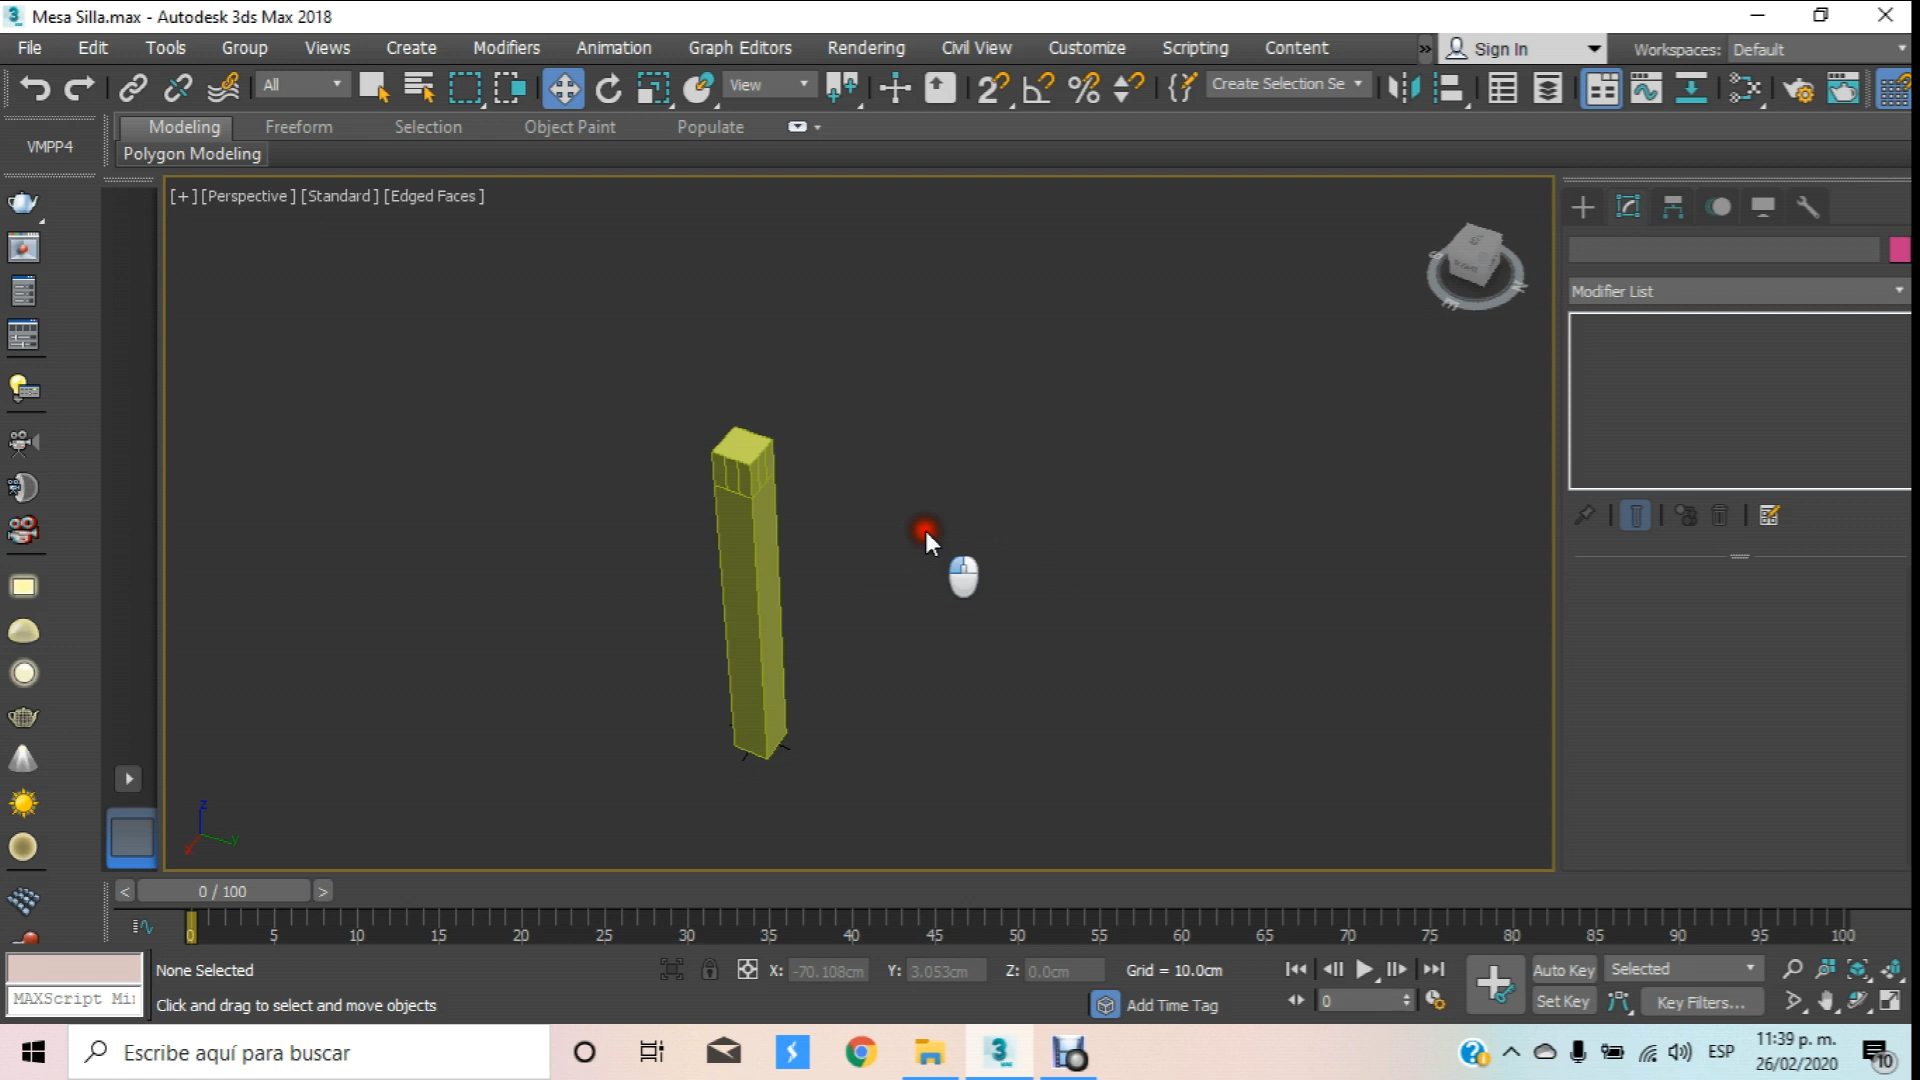 Mesa Silla.max - Autodesk 3ds Max 2018
File Edit Tools Group Views Create Modifiers Animation Graph Editors Rendering Civil View Customize Scripting Content » Sign In Workspaces: Default
All View Create Selection Se
VMPP4 Modeling Freeform Selection Object Paint Populate
Polygon Modeling
[+] [Perspective] [Standard] [Edged Faces]
Modifier List
z
x y
< 0 / 100 >
0 5 10 15 20 25 30 35 40 45 50 55 60 65 70 75 80 85 90 95 100
None Selected X: -70.108cm Y: 3.053cm Z: 0.0cm Grid = 10.0cm Auto Key Selected
MAXScript Mi Click and drag to select and move objects Add Time Tag 0 Set Key Key Filters...
Escribe aquí para buscar ESP 11:39 p. m.
26/02/2020 10